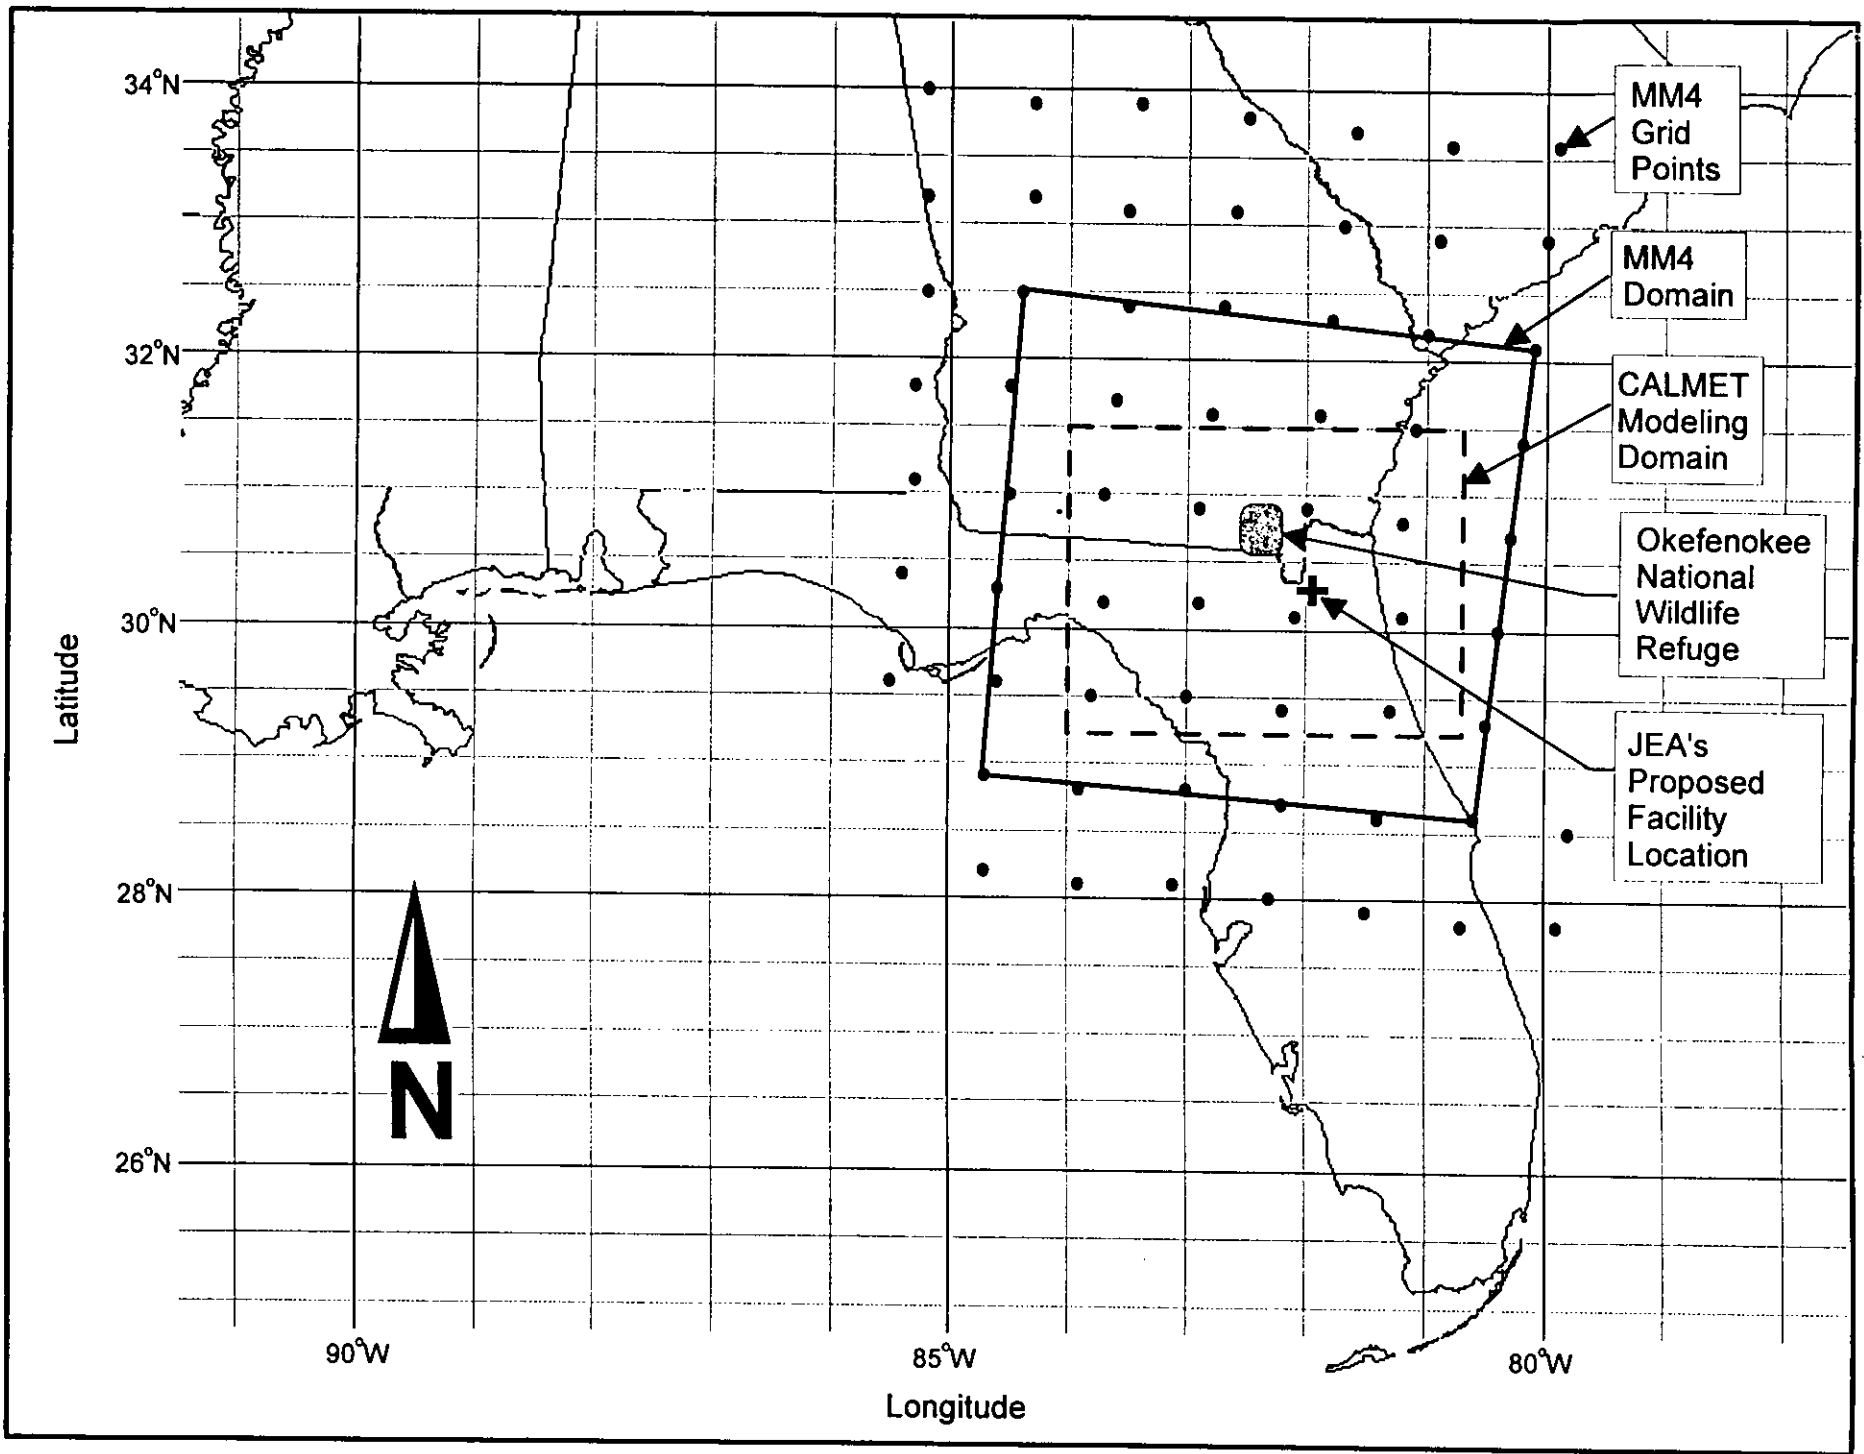 34°N
32°N
30°N
28°N
26°N
Latitude
90°W
85°W
80°W
Longitude
N
MM4
Grid
Points
MM4
Domain
CALMET
Modeling
Domain
Okefenokee
National
Wildlife
Refuge
JEA's
Proposed
Facility
Location